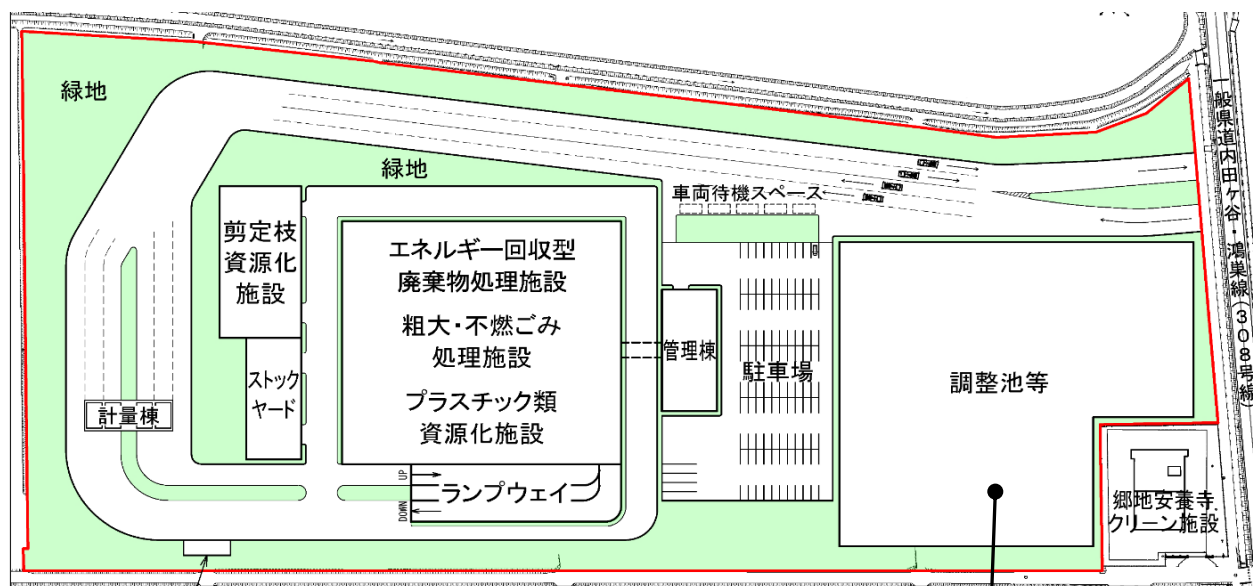 緑地
緑地
車両待機スペース
剪定枝
資源化
施設
エネルギー回収型
廃棄物処理施設
粗大・不燃ごみ
処理施設
プラスチック類
資源化施設
管理棟
駐車場
調整池等
ストック
ヤード
計量棟
UP
DOWN
ランプウェイ
郷地安養寺
クリーン施設
一般県道内田ヶ谷・鴻巣線(308号線)